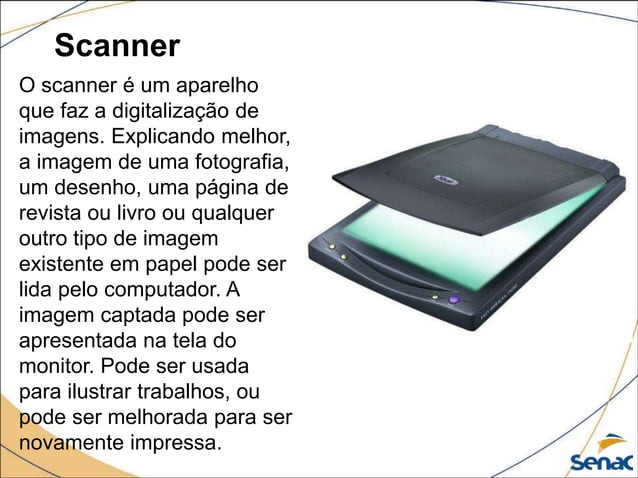 Scanner
O scanner é um aparelho
que faz a digitalização de
imagens. Explicando melhor,
a imagem de uma fotografia,
um desenho, uma página de
revista ou livro ou qualquer
outro tipo de imagem
existente em papel pode ser
lida pelo computador. A
imagem captada pode ser
apresentada na tela do
monitor. Pode ser usada
para ilustrar trabalhos, ou
pode ser melhorada para ser
novamente impressa.
Senac